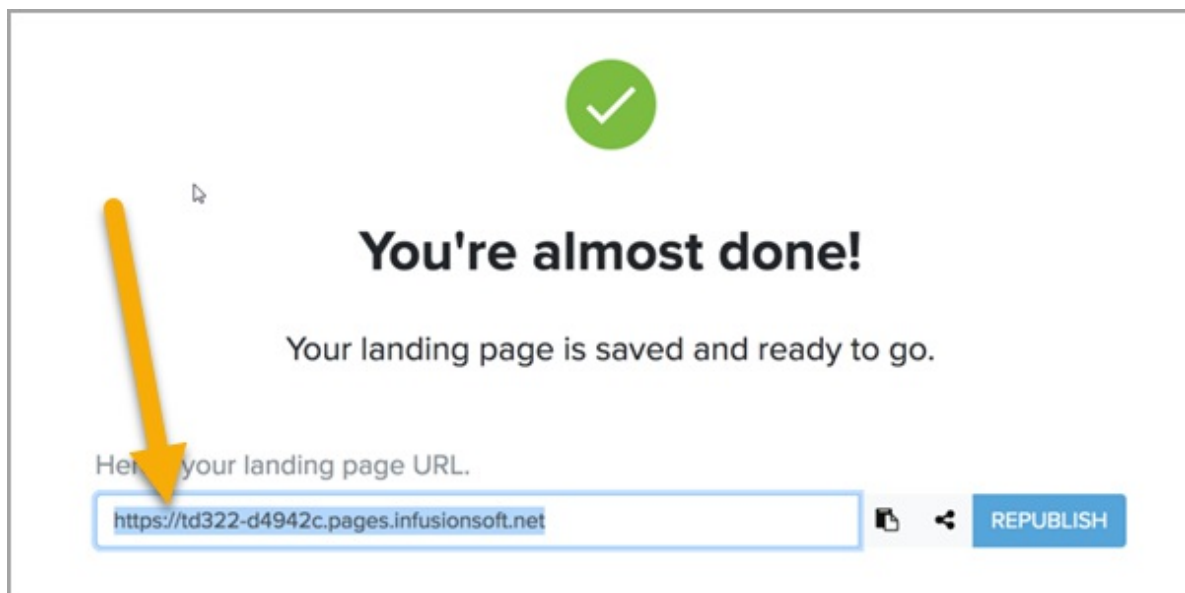 You're almost done!
Your landing page is saved and ready to go.
your landing page URL.
https://td322-d4942c.pages.infusionsoft.net
REPUBLISH